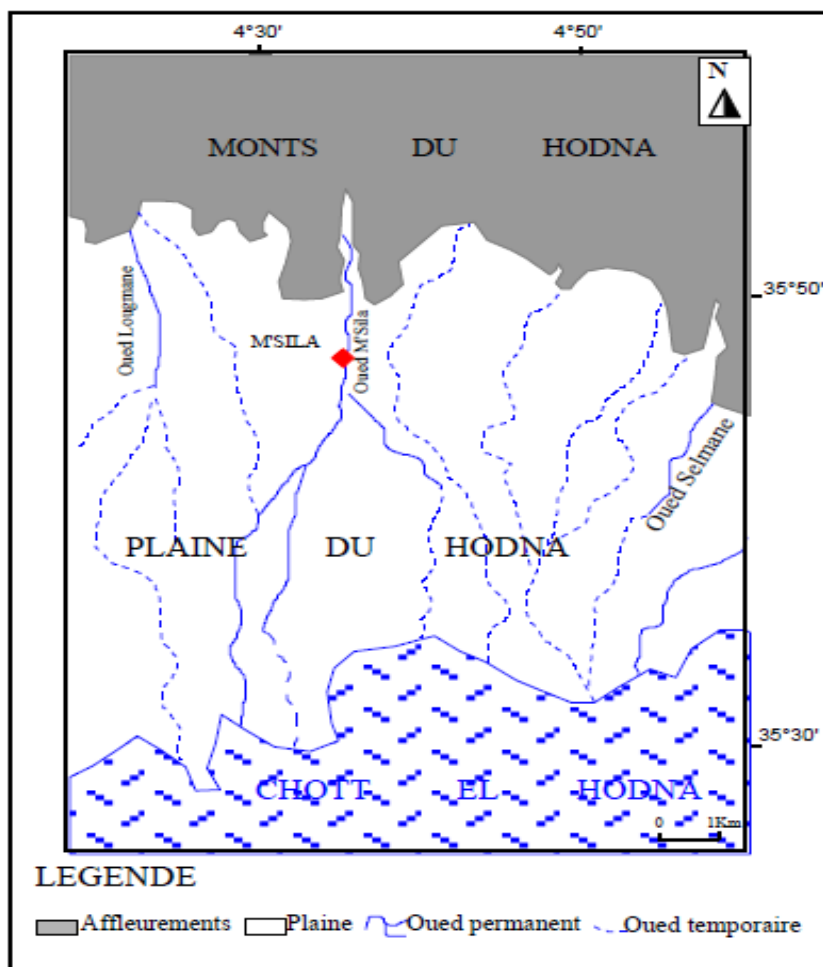 4°30' 4°50'
N
MONTS DU HODNA
35°50'
Oued Lougmane
M'SILA
Oued M'Sila
Oued Selmane
PLAINE DU HODNA
35°30'
CHOTT EL HODNA
0 1Km
LEGENDE
Affleurements Plaine Oued permanent Oued temporaire